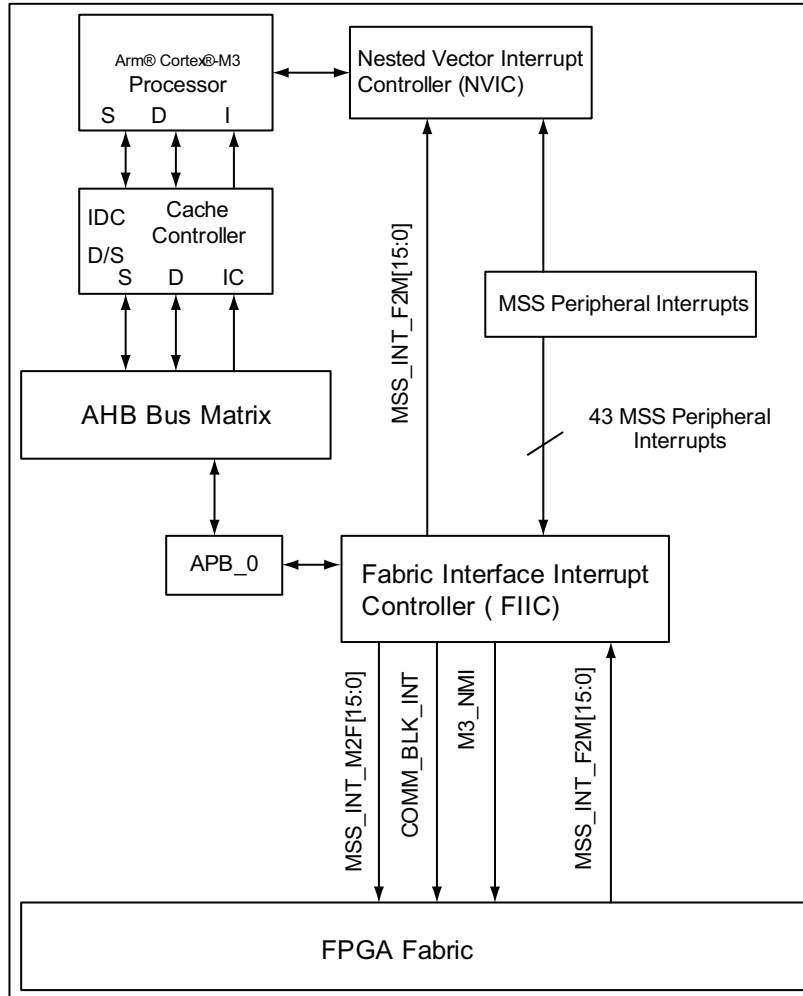 Arm® Cortex®-M3
Processor
S D I
Nested Vector Interrupt
Controller (NVIC)
IDC
Cache
Controller
D/S
S D IC
MSS_INT_F2M[15:0]
MSS Peripheral Interrupts
AHB Bus Matrix
43 MSS Peripheral
Interrupts
APB_0
Fabric Interface Interrupt
Controller ( FIIC)
MSS_INT_M2F[15:0]
COMM_BLK_INT
M3_NMI
MSS_INT_F2M[15:0]
FPGA Fabric